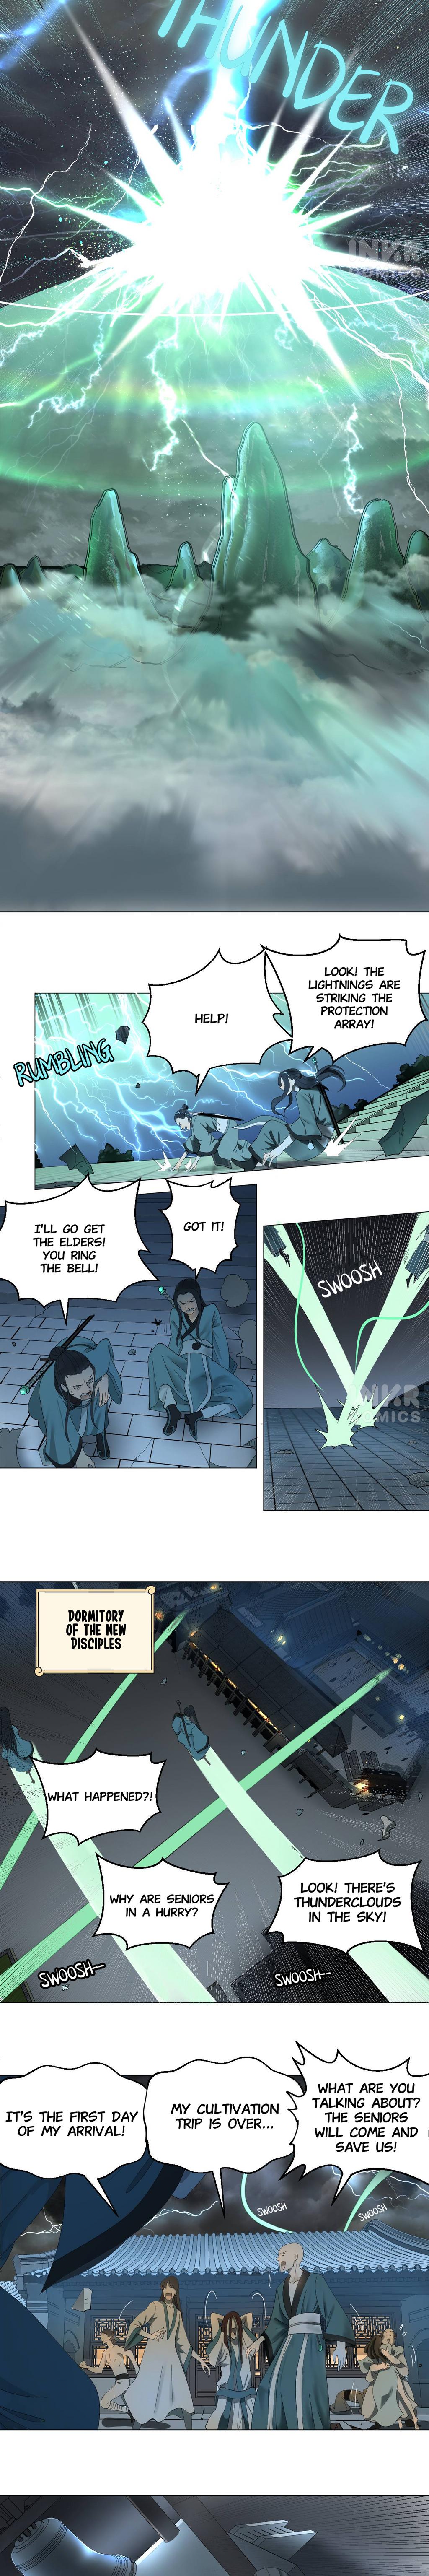 THUNDER
INKR
COMICS
LOOK! THE
LIGHTNINGS ARE
STRIKING THE
PROTECTION
ARRAY!
HELP!
RUMBLING
I'LL GO GET
THE ELDERS!
YOU RING
THE BELL!
GOT IT!
SWOOSH
INKR
COMICS
DORMITORY
OF THE NEW
DISCIPLES
WHAT HAPPENED?!
WHY ARE SENIORS
IN A HURRY?
LOOK! THERE'S
THUNDERCLOUDS
IN THE SKY!
SWOOSH--
SWOOSH--
IT'S THE FIRST DAY
OF MY ARRIVAL!
MY CULTIVATION
TRIP IS OVER...
WHAT ARE YOU
TALKING ABOUT?
THE SENIORS
WILL COME AND
SAVE US!
SWOOSH
SWOOSH